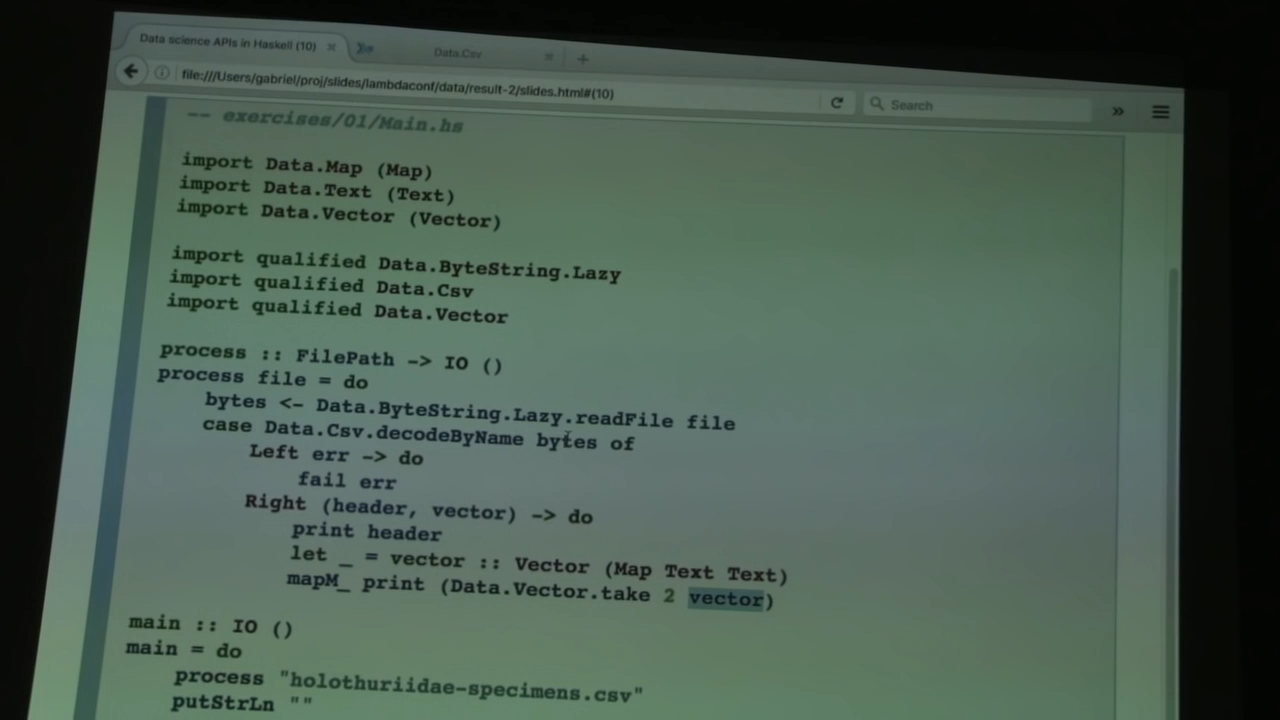 Data science APIs in Haskell (10)
Data.Csv
file:///Users/gabriel/proj/slides/lambdaconf/data/result-2/slides.html#(10)
Search
-- exercises/01/Main.hs
import Data.Map (Map)
import Data.Text (Text)
import Data.Vector (Vector)
import qualified Data.ByteString.Lazy
import qualified Data.Csv
import qualified Data.Vector
process :: FilePath -> IO ()
process file = do
bytes <- Data.ByteString.Lazy.readFile file
case Data.Csv.decodeByName bytes of
Left err -> do
fail err
Right (header, vector) -> do
print header
let _ = vector :: Vector (Map Text Text)
mapM_ print (Data.Vector.take 2 vector)
main :: IO ()
main = do
process "holothuriidae-specimens.csv"
putStrLn ""